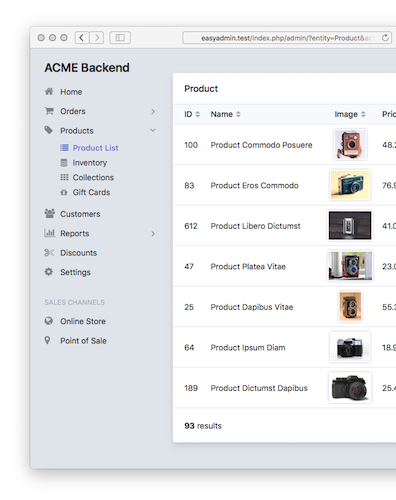 easyadmin.test/index.php/admin/?entity=Product&ac
ACME Backend
Home
Orders
Products
Product List
Inventory
Collections
Gift Cards
Customers
Reports
Discounts
Settings
SALES CHANNELS
Online Store
Point of Sale
Product
ID Name Image Pric
100 Product Commodo Posuere 48.2
83 Product Eros Commodo 76.9
612 Product Libero Dictumst 41.0
47 Product Platea Vitae 23.0
25 Product Dapibus Vitae 55.3
64 Product Ipsum Diam 18.9
189 Product Dictumst Dapibus 25.4
93 results